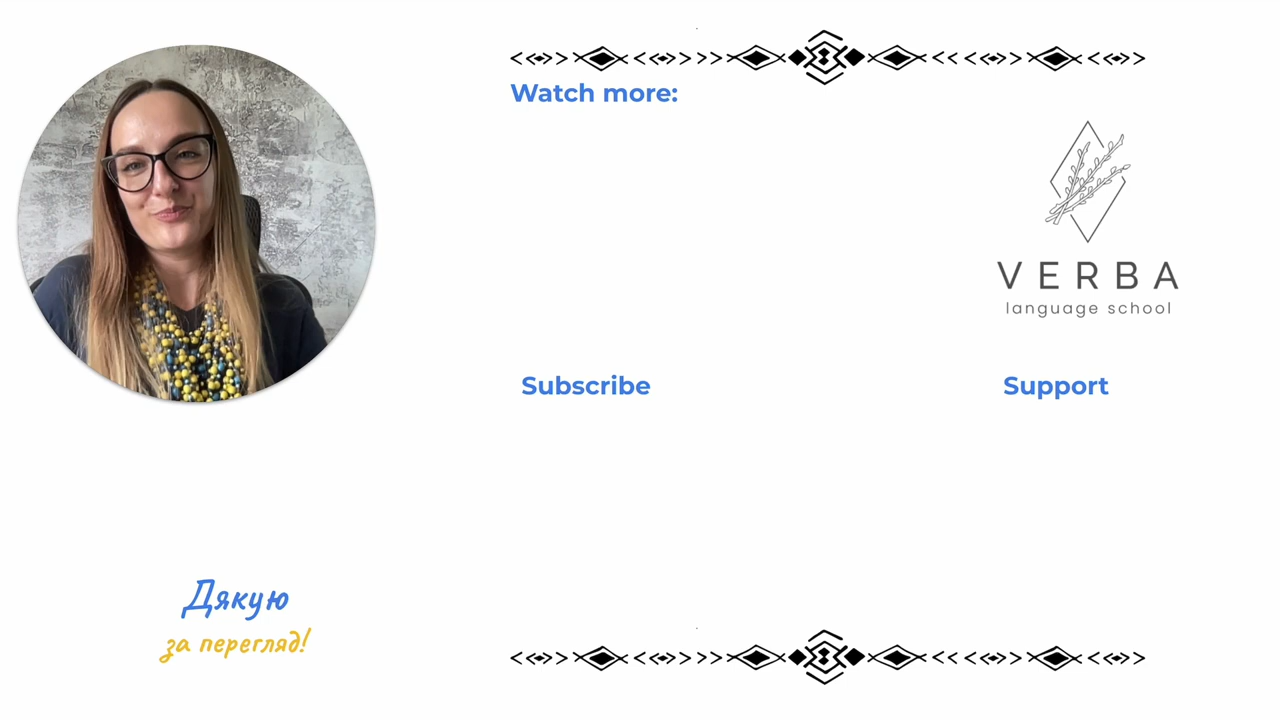 Watch more:
VERBA
language school
Subscribe
Support
Дякую
за перегляд!